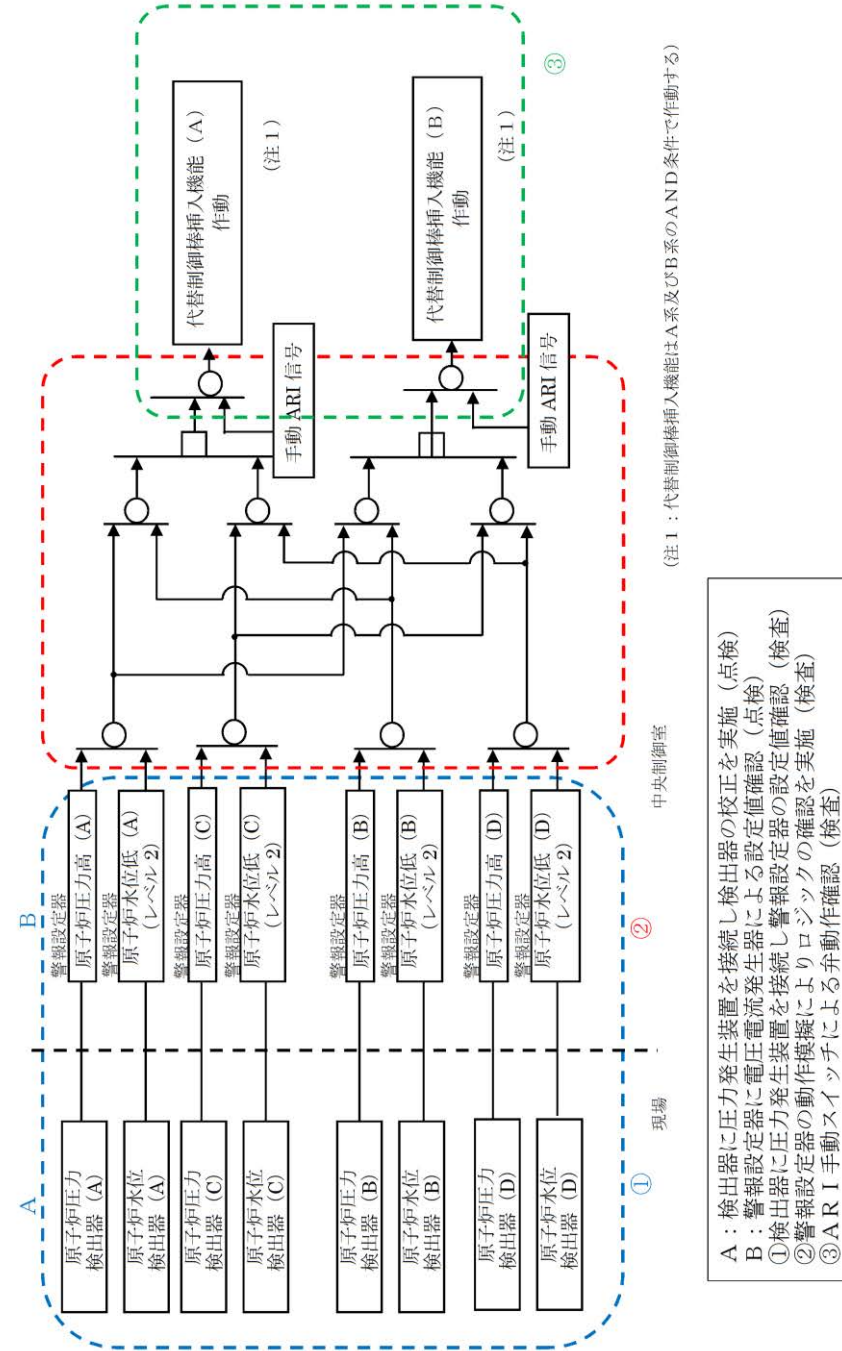 A
B
原子炉圧力
検出器 (A)
原子炉水位
検出器 (A)
原子炉圧力
検出器 (C)
原子炉水位
検出器 (C)
原子炉圧力
検出器 (B)
原子炉水位
検出器 (B)
原子炉圧力
検出器 (D)
原子炉水位
検出器 (D)
①
現場
警報設定器
原子炉圧力高 (A)
警報設定器
原子炉水位低 (A)
(レベル 2)
警報設定器
原子炉圧力高 (C)
警報設定器
原子炉水位低 (C)
(レベル 2)
警報設定器
原子炉圧力高 (B)
警報設定器
原子炉水位低 (B)
(レベル 2)
警報設定器
原子炉圧力高 (D)
警報設定器
原子炉水位低 (D)
(レベル 2)
②
中央制御室
手動 ARI 信号
手動 ARI 信号
代替制御棒挿入機能 (A)
作動
(注1)
代替制御棒挿入機能 (B)
作動
(注1)
③
(注1：代替制御棒挿入機能はA系及びB系のAND条件で作動する)
A：検出器に圧力発生装置を接続し検出器の校正を実施 (点検)
B：警報設定器に電圧電流発生器による設定値確認 (点検)
①検出器に圧力発生装置を接続し警報設定器の設定値確認 (検査)
②警報設定器の動作模擬によりロジックの確認を実施 (検査)
③ARI手動スイッチによる弁動作確認 (検査)